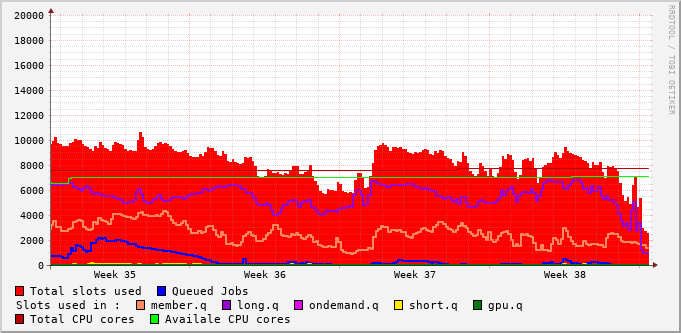 20000
18000
16000
14000
12000
10000
8000
6000
4000
2000
0
Week 35 Week 36 Week 37 Week 38
Total slots used Queued Jobs
Slots used in : member.q long.q ondemand.q short.q gpu.q
Total CPU cores Availale CPU cores
RRDTOOL / TOBI OETIKER